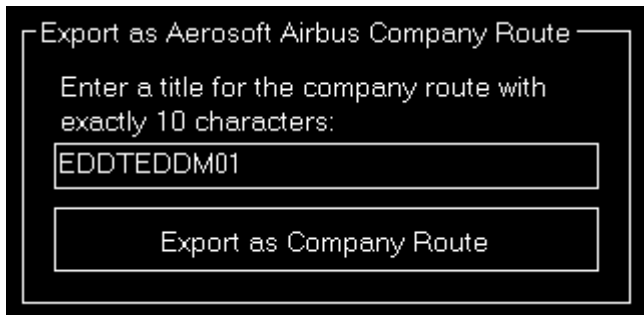 Export as Aerosoft Airbus Company Route
Enter a title for the company route with
exactly 10 characters:
EDDTEDDM01
Export as Company Route